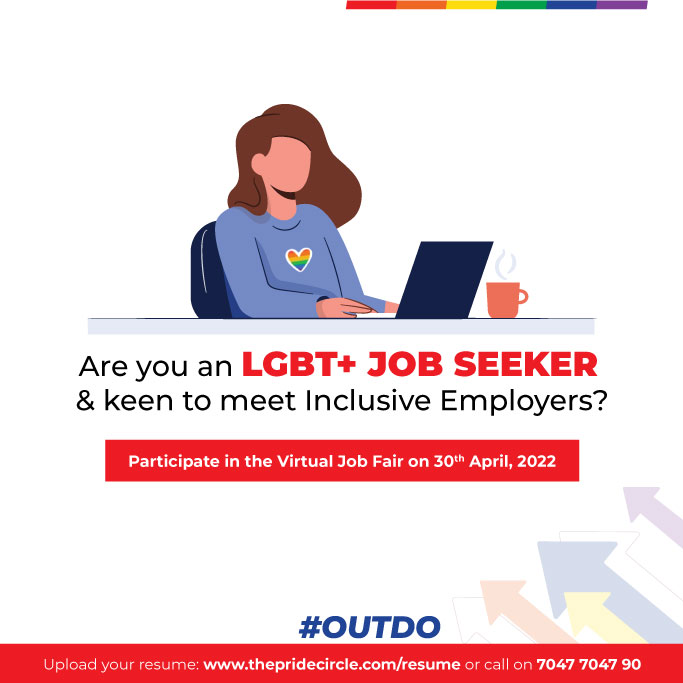 Are you an LGBT+ JOB SEEKER
& keen to meet Inclusive Employers?
Participate in the Virtual Job Fair on 30th April, 2022
#OUTDO
Upload your resume: www.thepridecircle.com/resume or call on 7047 7047 90